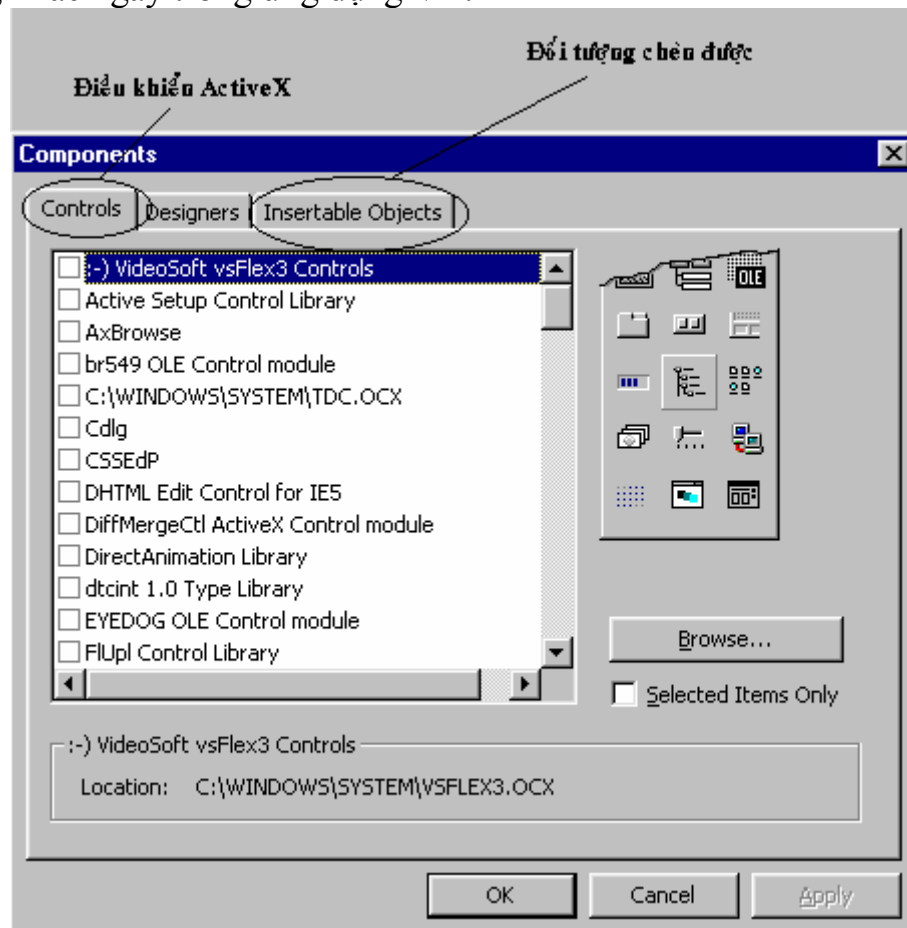 Đối tượng chèn được
Điều khiển ActiveX
Components
Controls Designers Insertable Objects
:-) VideoSoft vsFlex3 Controls
Active Setup Control Library
AxBrowse
br549 OLE Control module
C:\WINDOWS\SYSTEM\TDC.OCX
Cdlg
CSSEdP
DHTML Edit Control for IE5
DiffMergeCtl ActiveX Control module
DirectAnimation Library
dtcint 1.0 Type Library
EYEDOG OLE Control module
FlUpl Control Library
OLE
Browse...
Selected Items Only
:-) VideoSoft vsFlex3 Controls
Location: C:\WINDOWS\SYSTEM\VSFLEX3.OCX
OK Cancel Apply